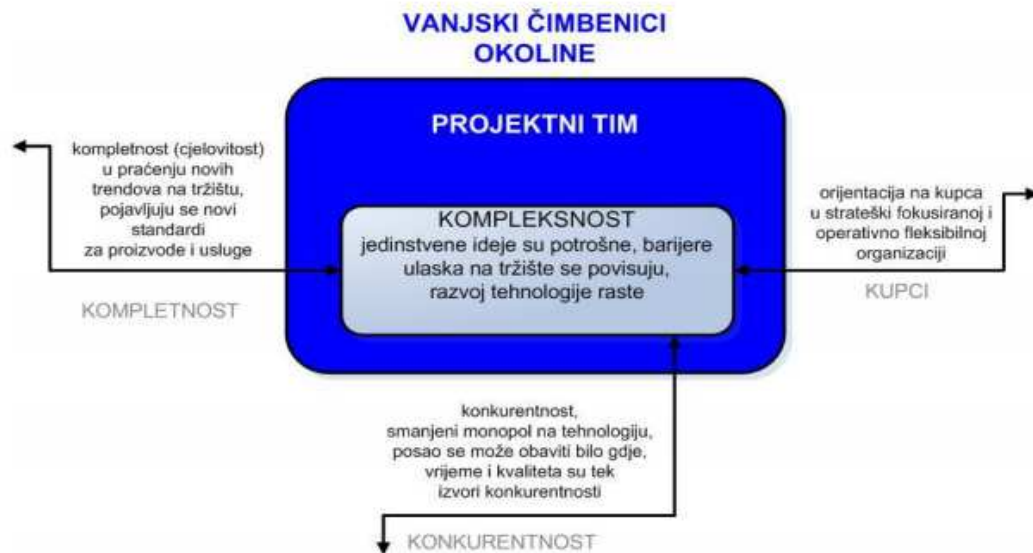 VANJSKI ČIMBENICI
OKOLINE
PROJEKTNI TIM
kompletnost (cjelovitost)
u praćenju novih
trendova na tržištu,
pojavljuju se novi
standardi
za proizvode i usluge
KOMPLETNOST
KOMPLEKSNOST
jedinstvene ideje su potrošne, barijere
ulaska na tržište se povisuju,
razvoj tehnologije raste
orijentacija na kupca
u strateški fokusiranoj i
operativno fleksibilnoj
organizaciji
KUPCI
konkurentnost,
smanjeni monopol na tehnologiju,
posao se može obaviti bilo gdje,
vrijeme i kvaliteta su tek
izvori konkurentnosti
KONKURENTNOST